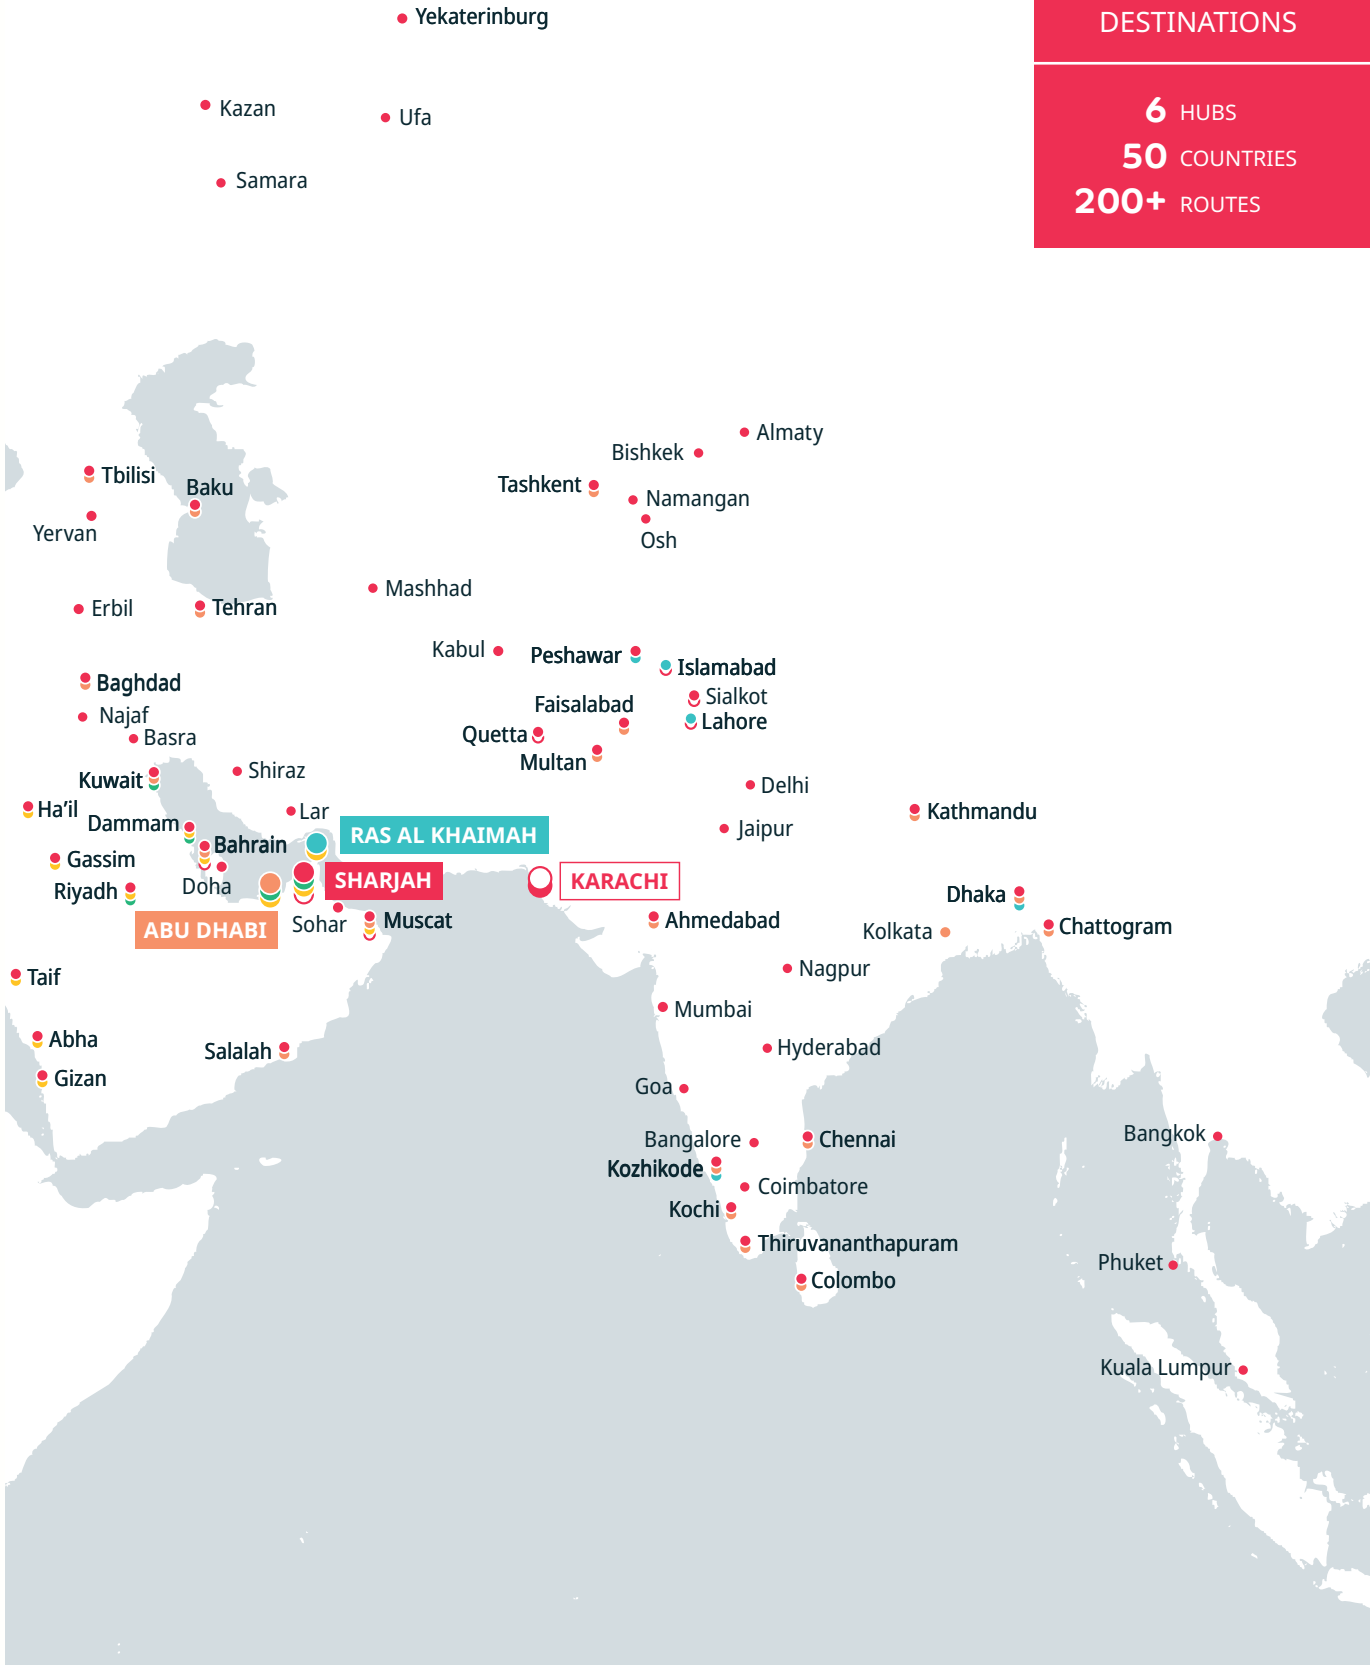 Yekaterinburg
DESTINATIONS
Kazan
Ufa
6 HUBS
50 COUNTRIES
200+ ROUTES
Samara
Almaty
Bishkek
Tbilisi
Baku
Tashkent
Namangan
Yervan
Osh
Mashhad
Erbil
Tehran
Kabul
Peshawar
Islamabad
Baghdad
Sialkot
Faisalabad
Najaf
Lahore
Basra
Quetta
Multan
Shiraz
Kuwait
Delhi
Ha’il
Lar
Kathmandu
Dammam
Jaipur
RAS AL KHAIMAH
Bahrain
Gassim
SHARJAH
KARACHI
Doha
Riyadh
Dhaka
Sohar
Muscat
Ahmedabad
Chattogram
ABU DHABI
Kolkata
Nagpur
Taif
Mumbai
Abha
Salalah
Hyderabad
Gizan
Goa
Bangkok
Bangalore
Chennai
Kozhikode
Coimbatore
Kochi
Thiruvananthapuram
Phuket
Colombo
Kuala Lumpur